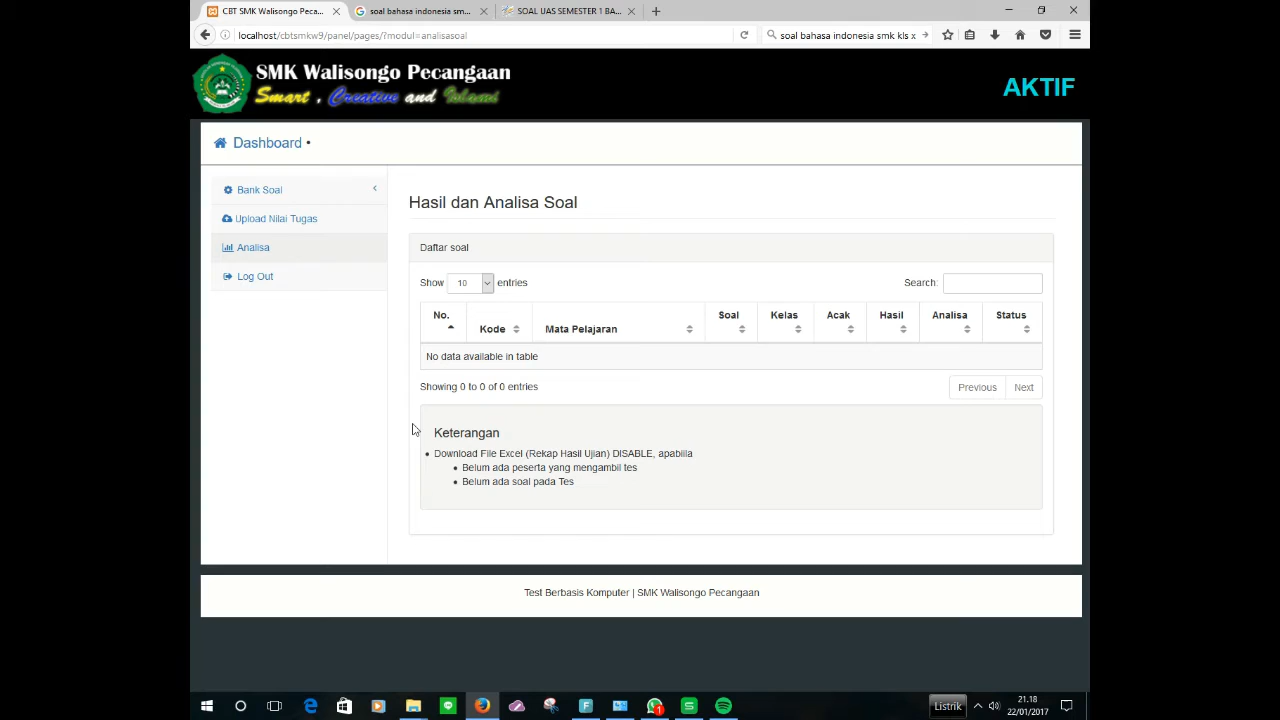 CBT SMK Walisongo Peca...
soal bahasa indonesia sm...
SOAL UAS SEMESTER 1 BA...
localhost/cbtsmkw9/panel/pages/?modul=analisasoal
soal bahasa indonesia smk kls x
SMK Walisongo Pecangaan
Smart , Creative and Islami
AKTIF
Dashboard •
Bank Soal
Upload Nilai Tugas
Analisa
Log Out
Hasil dan Analisa Soal
Daftar soal
Show 10 entries
Search:
No. Kode Mata Pelajaran Soal Kelas Acak Hasil Analisa Status
No data available in table
Showing 0 to 0 of 0 entries
Previous Next
Keterangan
• Download File Excel (Rekap Hasil Ujian) DISABLE, apabiila
• Belum ada peserta yang mengambil tes
• Belum ada soal pada Tes
Test Berbasis Komputer | SMK Walisongo Pecangaan
Listrik
21.18
22/01/2017